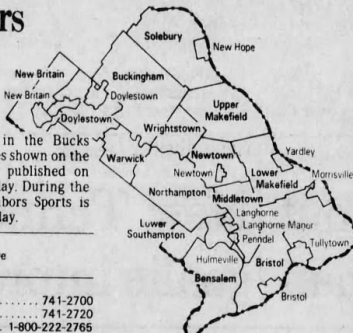 rs
in the Bucks
es shown on the
published on
lay. During the
bors Sports is
lay.
e
741-2700
741-2720
1-800-222-2765
Solebury
New Hope
New Britain
Buckingham
New Britain
Doylestown
Upper
Makefield
Doylestown
Wrightstown
Warwick
Newtown
Yardley
Newtown
Lower
Makefield
Morrisville
Northampton
Middletown
Langhorne
Lower
Southampton
Langhorne Manor
Penndel
Tullytown
Hulmeville
Bristol
Bensalem
Bristol